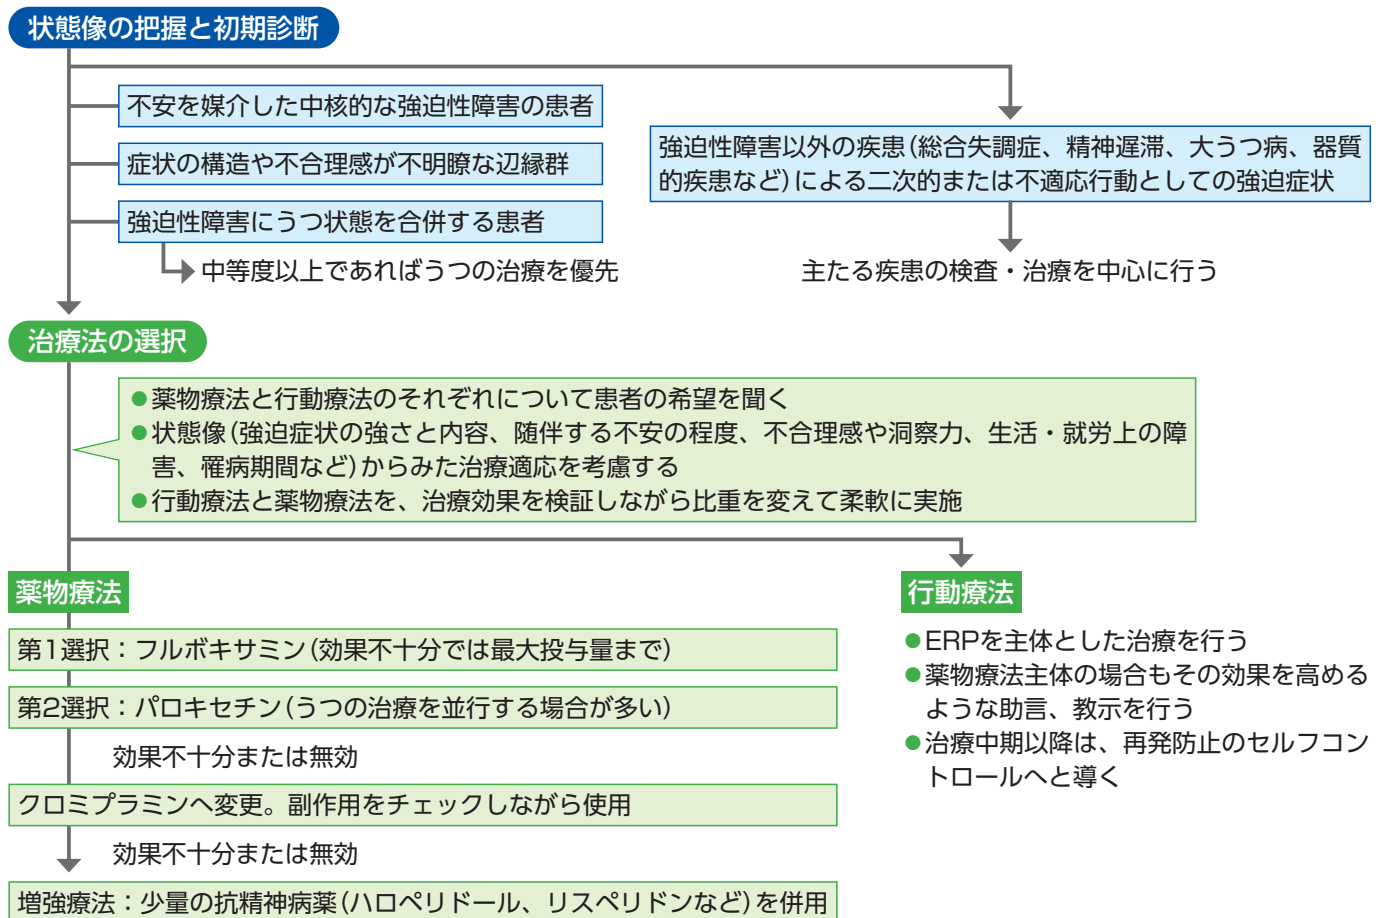 状態像の把握と初期診断
不安を媒介した中核的な強迫性障害の患者
症状の構造や不合理感が不明瞭な辺縁群
強迫性障害にうつ状態を合併する患者
中等度以上であればうつの治療を優先
強迫性障害以外の疾患(総合失調症、精神遅滞、大うつ病、器質
的疾患など)による二次的または不適応行動としての強迫症状
主たる疾患の検査・治療を中心に行う
治療法の選択
●薬物療法と行動療法のそれぞれについて患者の希望を聞く
●状態像(強迫症状の強さと内容、随伴する不安の程度、不合理感や洞察力、生活・就労上の障
害、罹病期間など)からみた治療適応を考慮する
●行動療法と薬物療法を、治療効果を検証しながら比重を変えて柔軟に実施
薬物療法
第1選択：フルボキサミン(効果不十分では最大投与量まで)
第2選択：パロキセチン(うつの治療を並行する場合が多い)
効果不十分または無効
クロミプラミンへ変更。副作用をチェックしながら使用
効果不十分または無効
増強療法：少量の抗精神病薬(ハロペリドール、リスペリドンなど)を併用
行動療法
●ERPを主体とした治療を行う
●薬物療法主体の場合もその効果を高める
ような助言、教示を行う
●治療中期以降は、再発防止のセルフコン
トロールへと導く